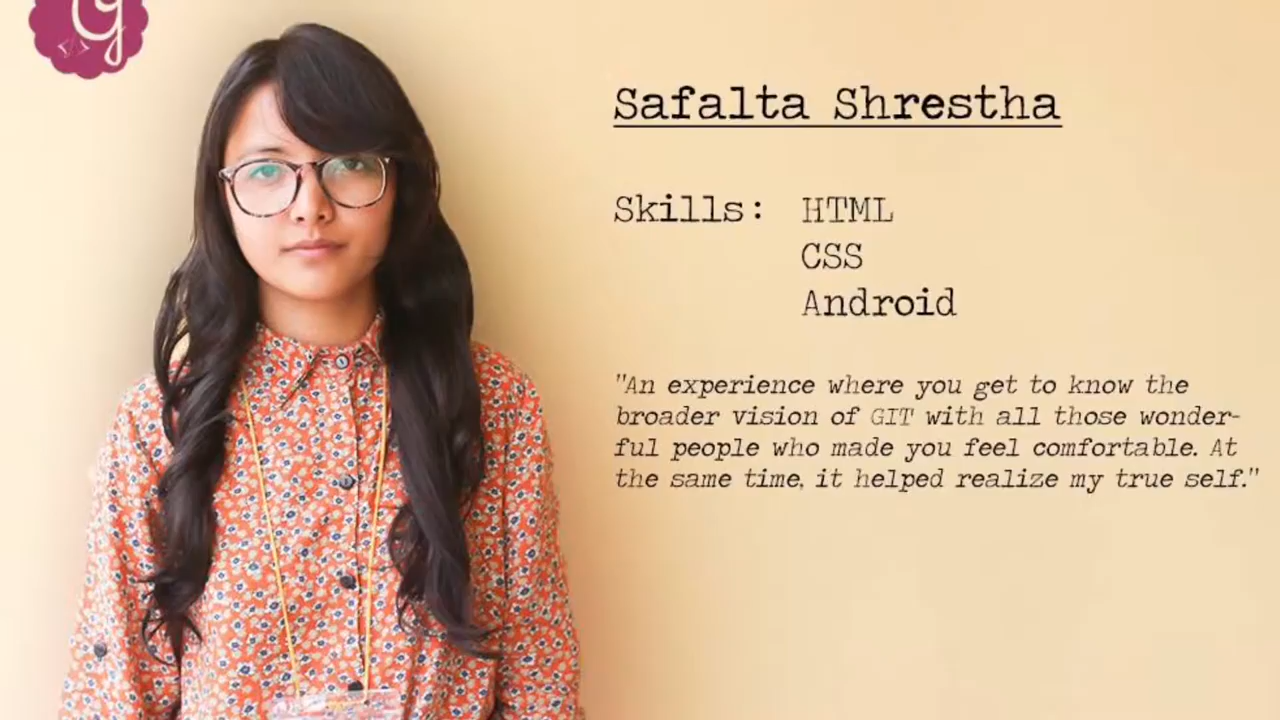 G
Safalta Shrestha
Skills: HTML
CSS
Android
"An experience where you get to know the
broader vision of GIT with all those wonder-
ful people who made you feel comfortable. At
the same time, it helped realize my true self."